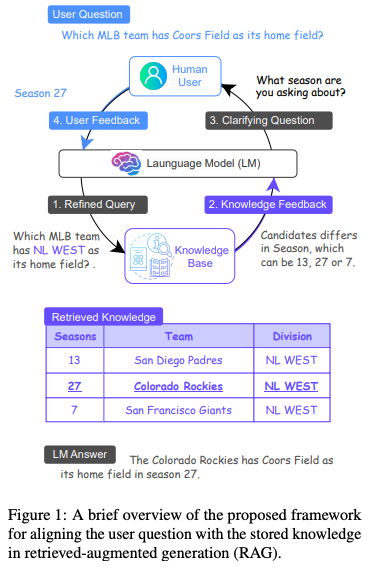 User Question
Which MLB team has Coors Field as its home field?
Human
User
Season 27
What season are
you asking about?
4. User Feedback
3. Clarifying Question
Launguage Model (LM)
1. Refined Query
2. Knowledge Feedback
Which MLB team
has NL WEST as
its home field? .
Knowledge
Base
Candidates differs
in Season, which
can be 13, 27 or 7.
Retrieved Knowledge
Seasons Team Division
13 San Diego Padres NL WEST
27 Colorado Rockies NL WEST
7 San Francisco Giants NL WEST
LM Answer The Colorado Rockies has Coors Field as
its home field in season 27.
Figure 1: A brief overview of the proposed framework
for aligning the user question with the stored knowledge
in retrieved-augmented generation (RAG).